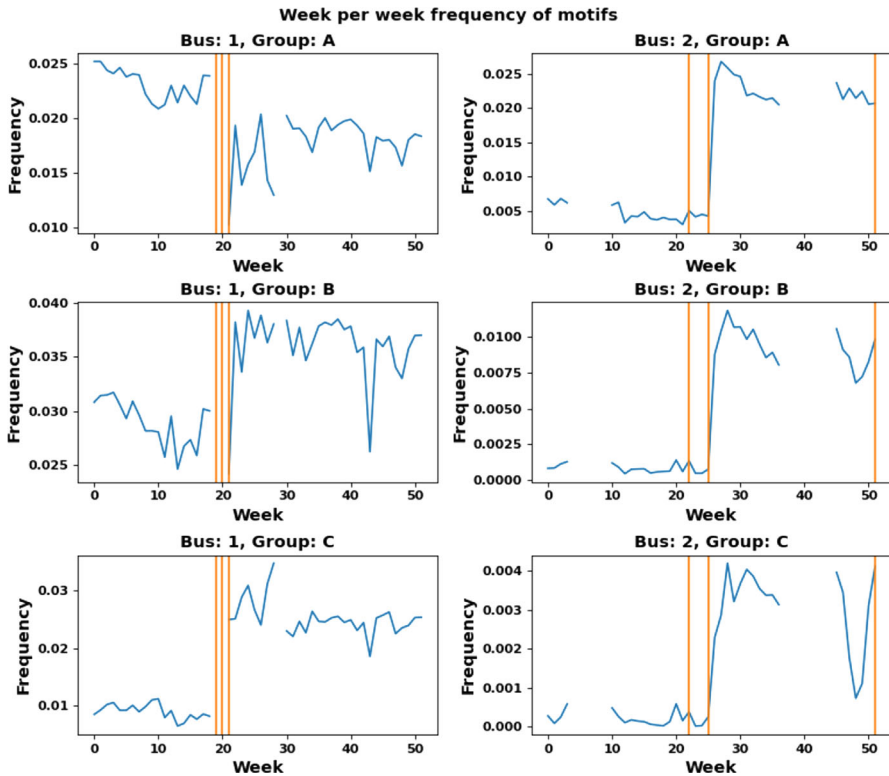 Week per week frequency of motifs
Bus: 1, Group: A
Frequency
0.025
0.020
0.015
0.010
0 10 20 30 40 50
Week
Bus: 2, Group: A
Frequency
0.025
0.020
0.015
0.010
0.005
0 10 20 30 40 50
Week
Bus: 1, Group: B
Frequency
0.040
0.035
0.030
0.025
0 10 20 30 40 50
Week
Bus: 2, Group: B
Frequency
0.0100
0.0075
0.0050
0.0025
0.0000
0 10 20 30 40 50
Week
Bus: 1, Group: C
Frequency
0.03
0.02
0.01
0 10 20 30 40 50
Week
Bus: 2, Group: C
Frequency
0.004
0.003
0.002
0.001
0.000
0 10 20 30 40 50
Week